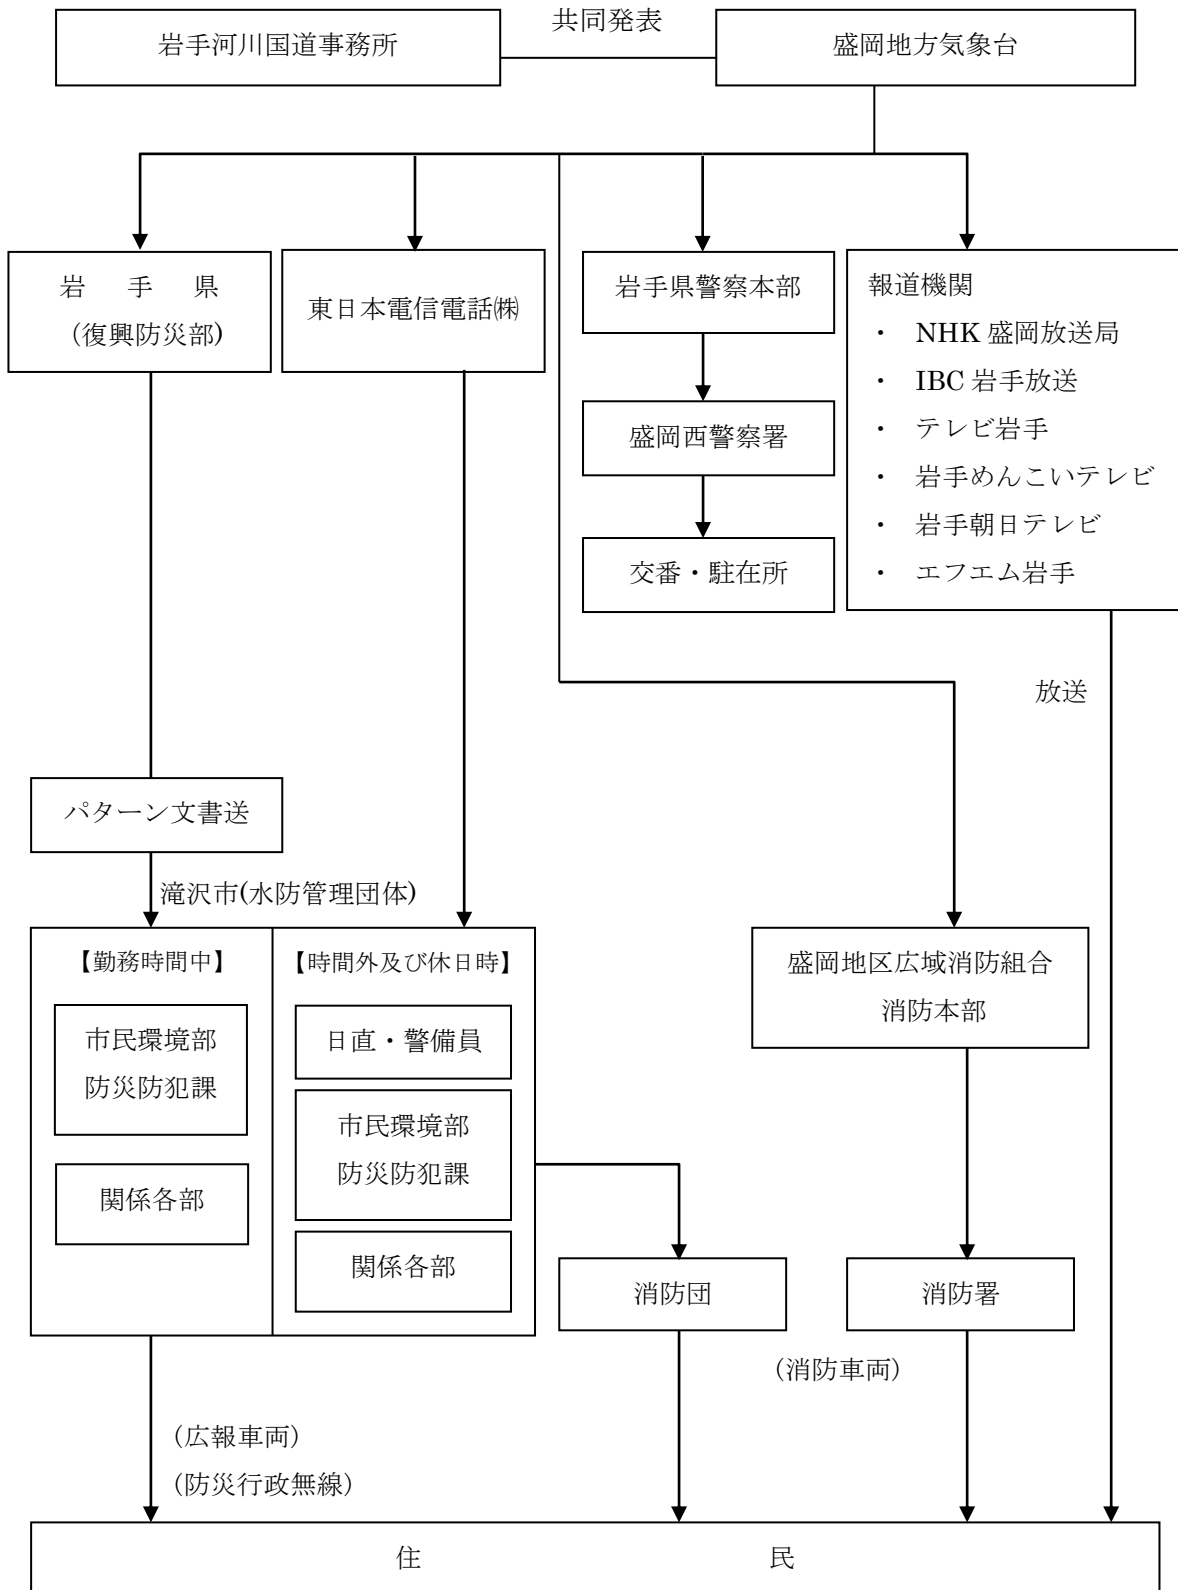 共同発表
岩手河川国道事務所
盛岡地方気象台
岩　手　県
(復興防災部)
東日本電信電話㈱
岩手県警察本部
盛岡西警察署
交番・駐在所
報道機関
・ NHK 盛岡放送局
・ IBC 岩手放送
・ テレビ岩手
・ 岩手めんこいテレビ
・ 岩手朝日テレビ
・ エフエム岩手
放送
パターン文書送
滝沢市(水防管理団体)
【勤務時間中】
市民環境部
防災防犯課
関係各部
【時間外及び休日時】
日直・警備員
市民環境部
防災防犯課
関係各部
盛岡地区広域消防組合
消防本部
消防団
消防署
(消防車両)
(広報車両)
(防災行政無線)
住　民